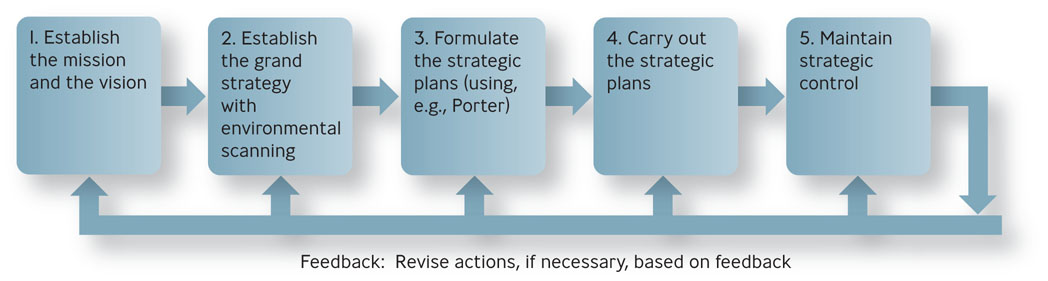 1. Establish
the mission
and the vision
2. Establish
the grand
strategy
with
environmental
scanning
3. Formulate
the strategic
plans (using,
e.g., Porter)
4. Carry out
the strategic
plans
5. Maintain
strategic
control
Feedback: Revise actions, if necessary, based on feedback